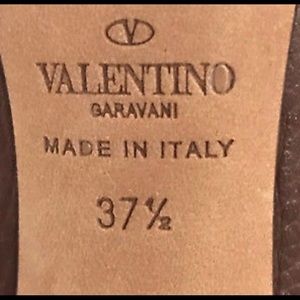 V
VALENTINO
GARAVANI
MADE IN ITALY
37½